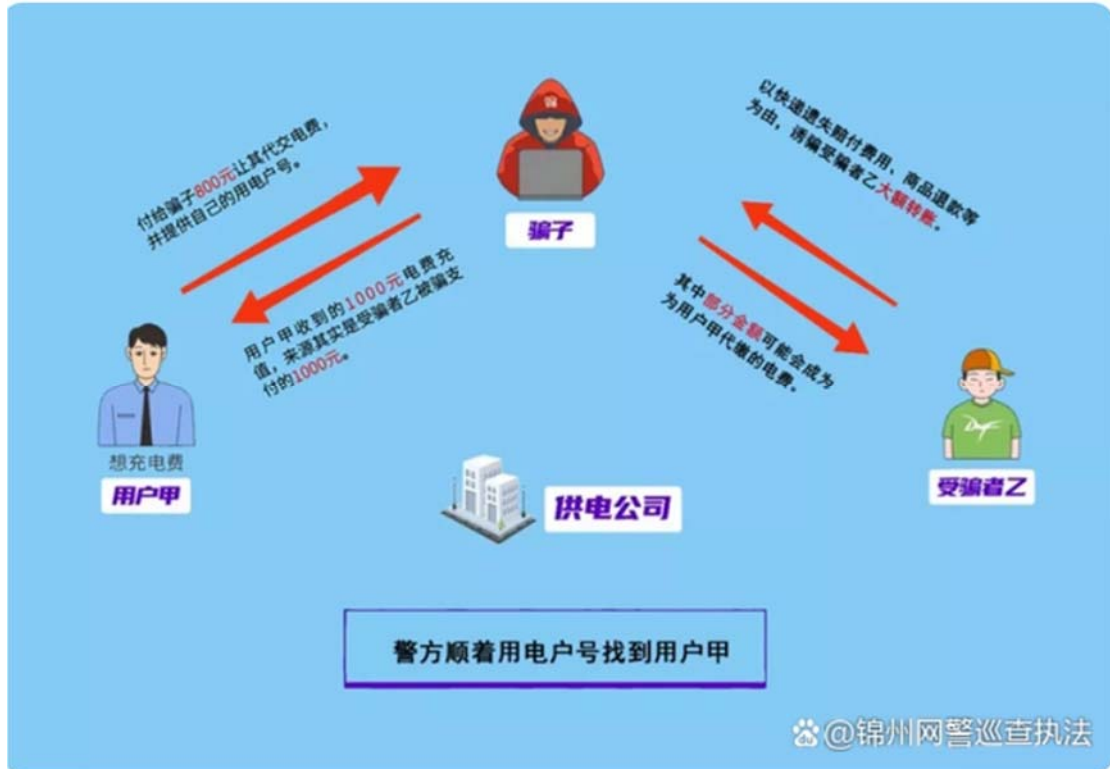 付给骗子800元让其代交电费，
并提供自己的用电户号。
以快递遗失赔付费用、商品退款等
为由，诱骗受骗者乙大额转账。
骗子
用户甲收到的1000元电费充
值，来源其实是受骗者乙被骗支
付的1000元。
其中部分金额可能会成为
为用户甲代缴的电费。
想充电费
用户甲
供电公司
受骗者乙
警方顺着用电户号找到用户甲
@锦州网警巡查执法